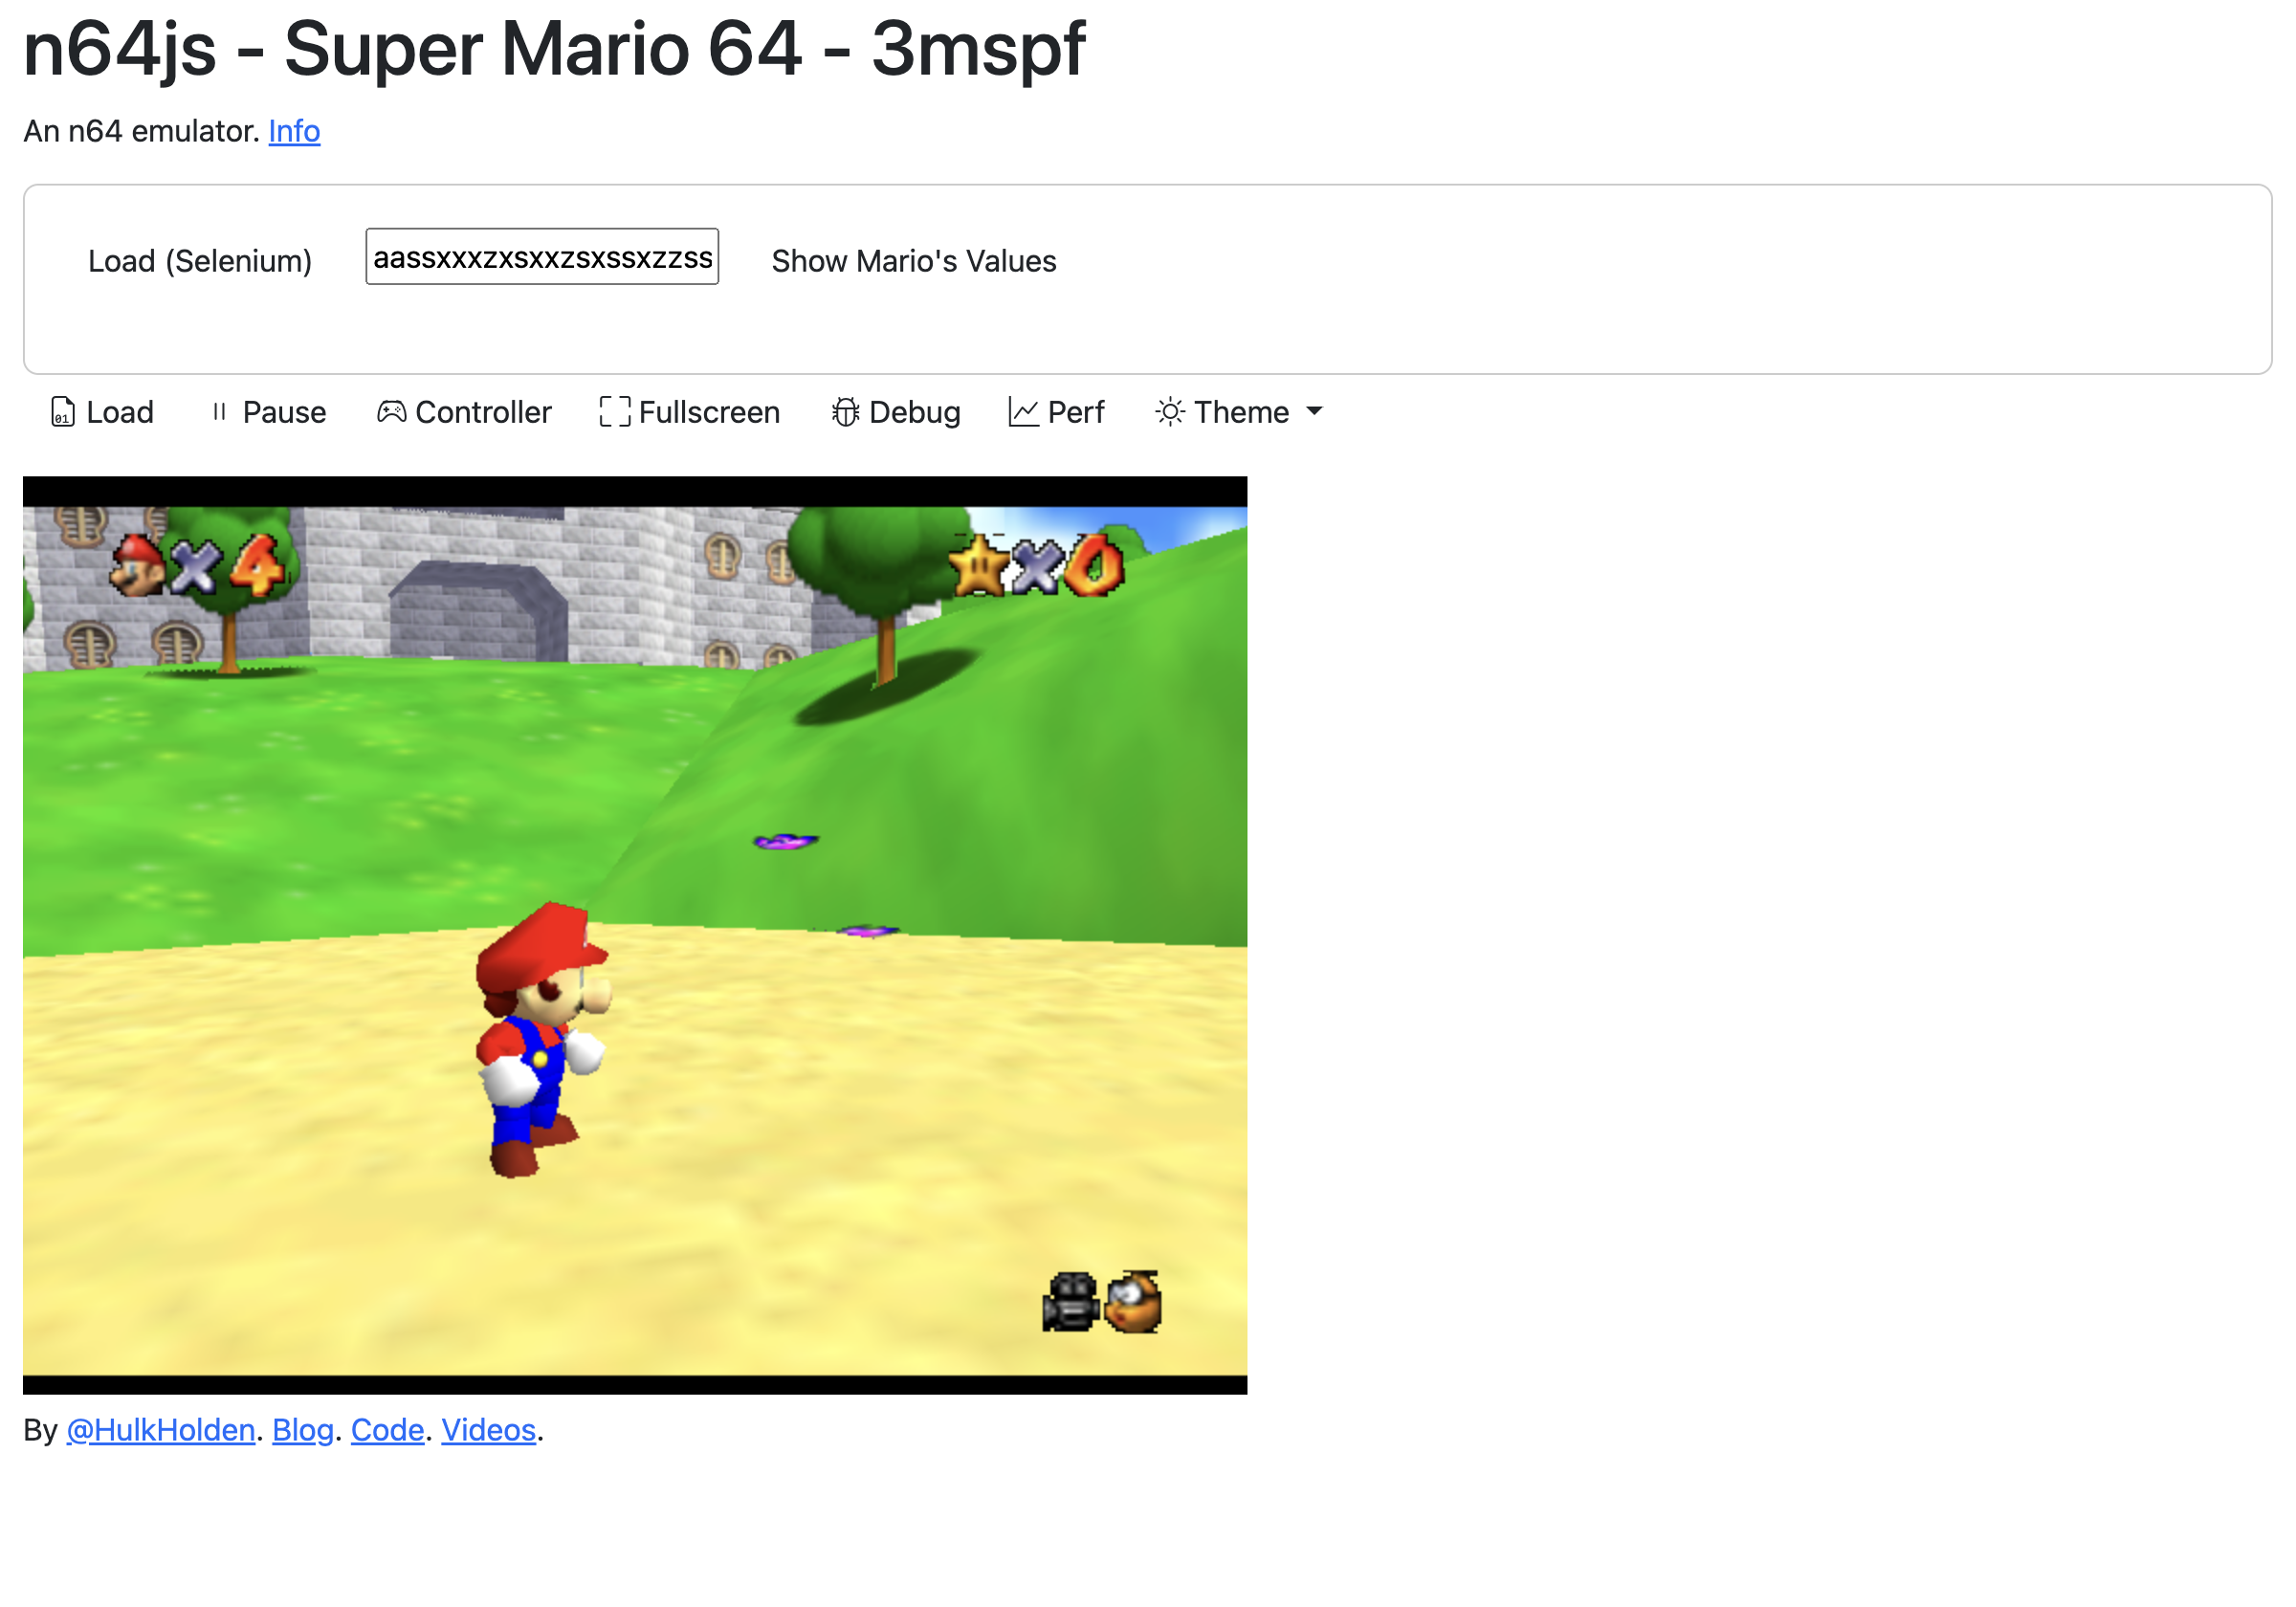 n64js - Super Mario 64 - 3mspf
An n64 emulator. Info
Load (Selenium) aassxxxzxsxxzsxssxzzss Show Mario's Values
Load Pause Controller Fullscreen Debug Perf Theme
×4 ×0
By @HulkHolden. Blog. Code. Videos.